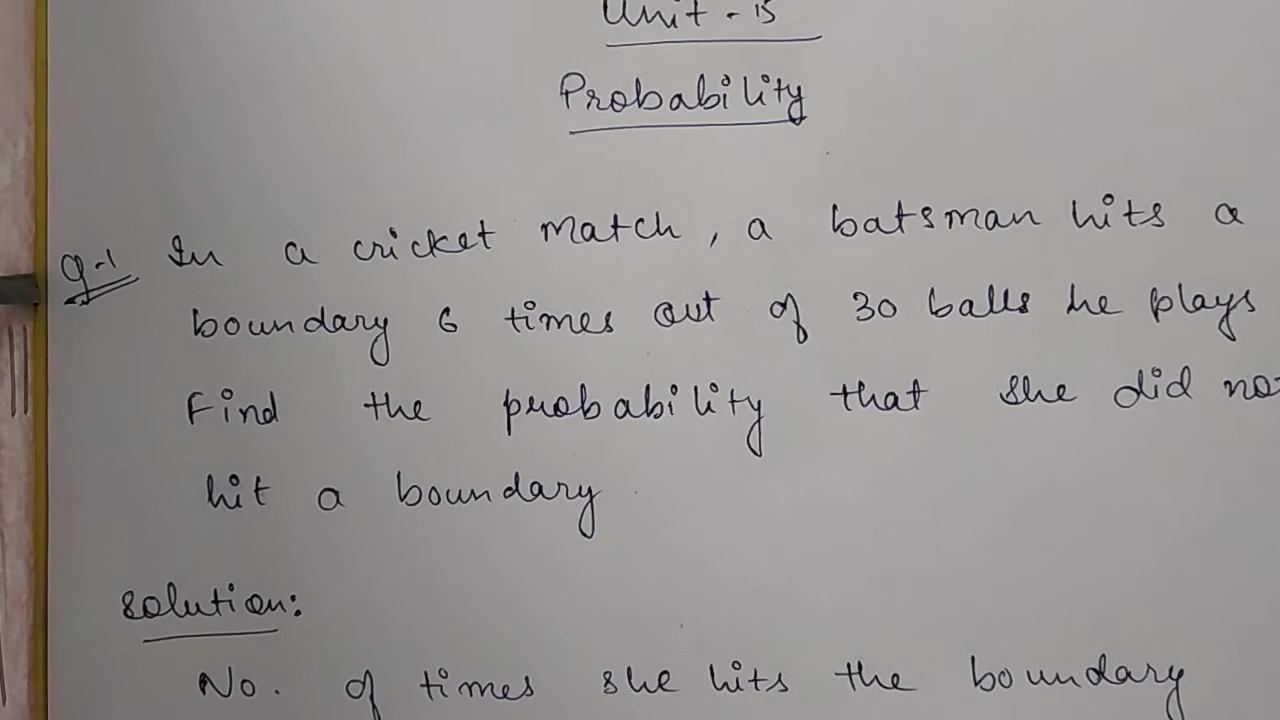 Unit - 15
Probability
Q-1 In a cricket match, a batsman hits a
boundary 6 times out of 30 balls he plays
Find the probability that she did
hit a boundary
Solution:
No. of times she hits the boundary